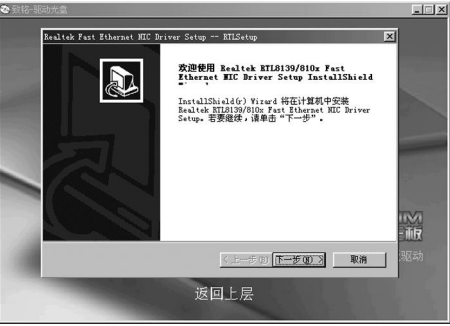 致铭-驱动光盘
Realtek Fast Ethernet NIC Driver Setup -- RTLSetup
欢迎使用 Realtek RTL8139/810x Fast
Ethernet NIC Driver Setup InstallShield
InstallShield(r) Wizard 将在计算机中安装
Realtek RTL8139/810x Fast Ethernet NIC Driver
Setup。若要继续，请单击“下一步”。
<上一步(B)
下一步(N)>
取消
驱动
返回上层